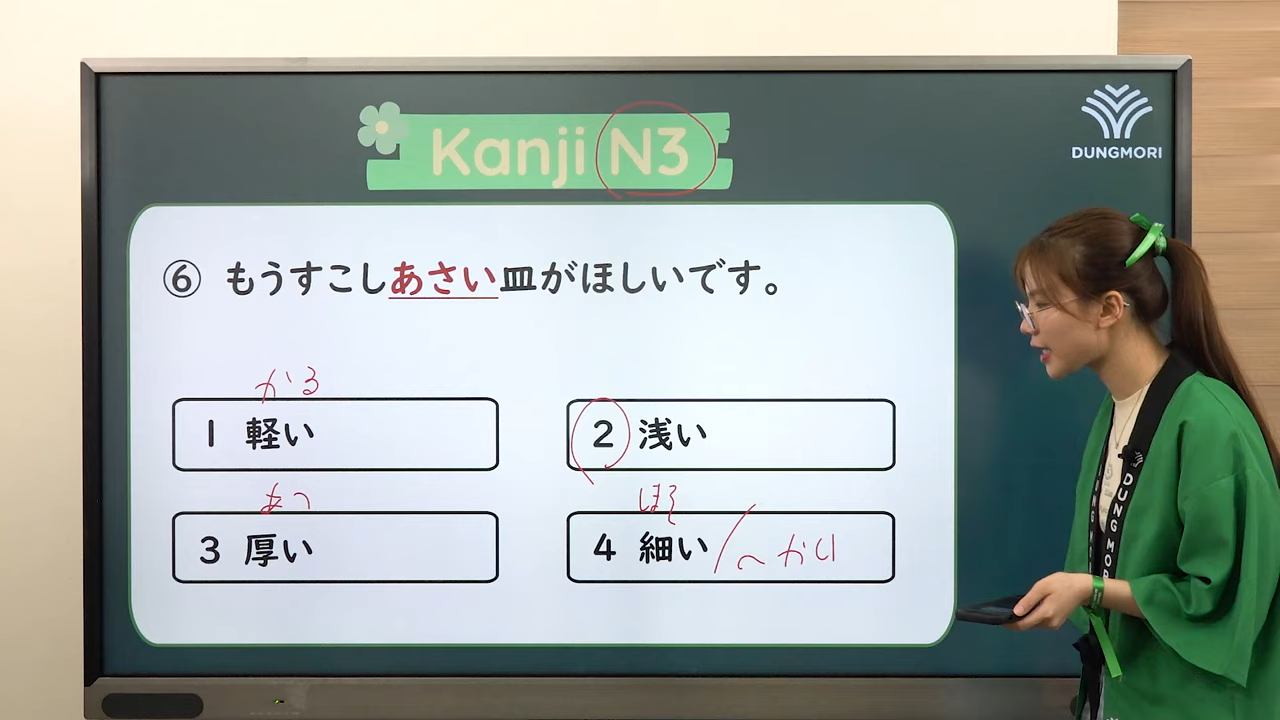 Kanji N3
DUNGMORI
⑥ もうすこしあさい皿がほしいです。
かる
1 軽い
2 浅い
あつ
3 厚い
ほそ
4 細い/~かい
DUNG MORI